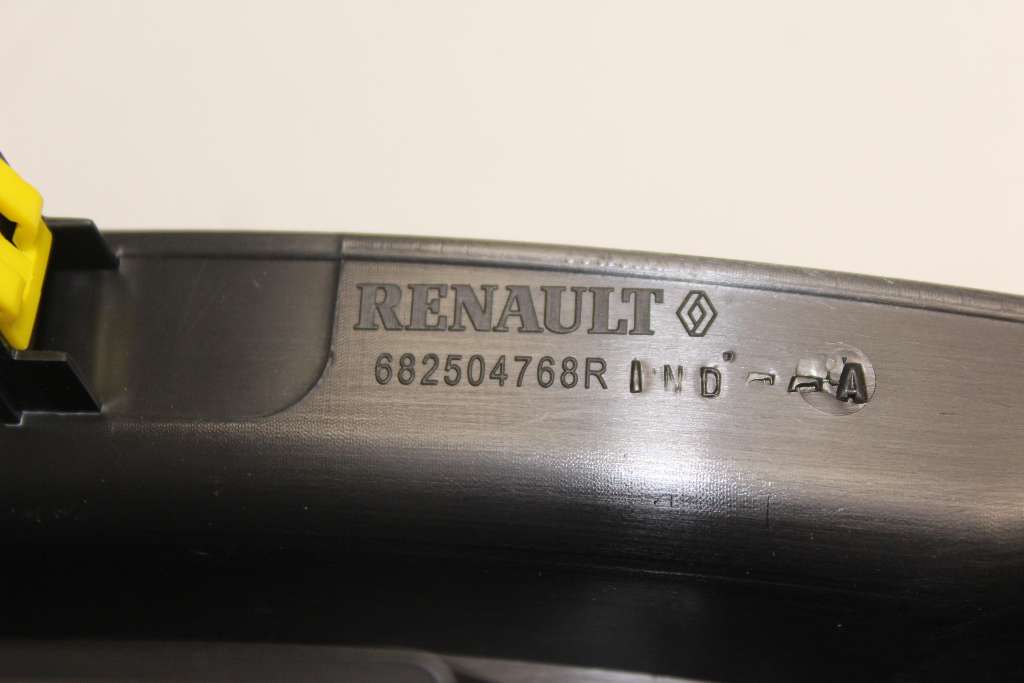 RENAULT
682504768R IND - - - A